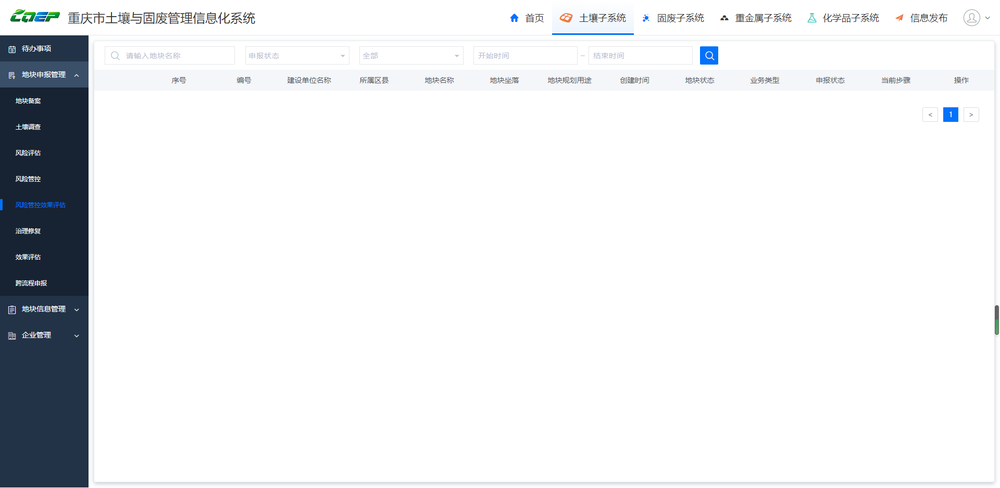 CQEP 重庆市土壤与固废管理信息化系统
首页 土壤子系统 固废子系统 重金属子系统 化学品子系统 信息发布
待办事项
地块申报管理
地块备案
土壤调查
风险评估
风险管控
风险管控效果评估
治理修复
效果评估
跨流程申报
地块信息管理
企业管理
请输入地块名称 申报状态 全部 开始时间 – 结束时间
序号 编号 建设单位名称 所属区县 地块名称 地块坐落 地块规划用途 创建时间 地块状态 业务类型 申报状态 当前步骤 操作
< 1 >